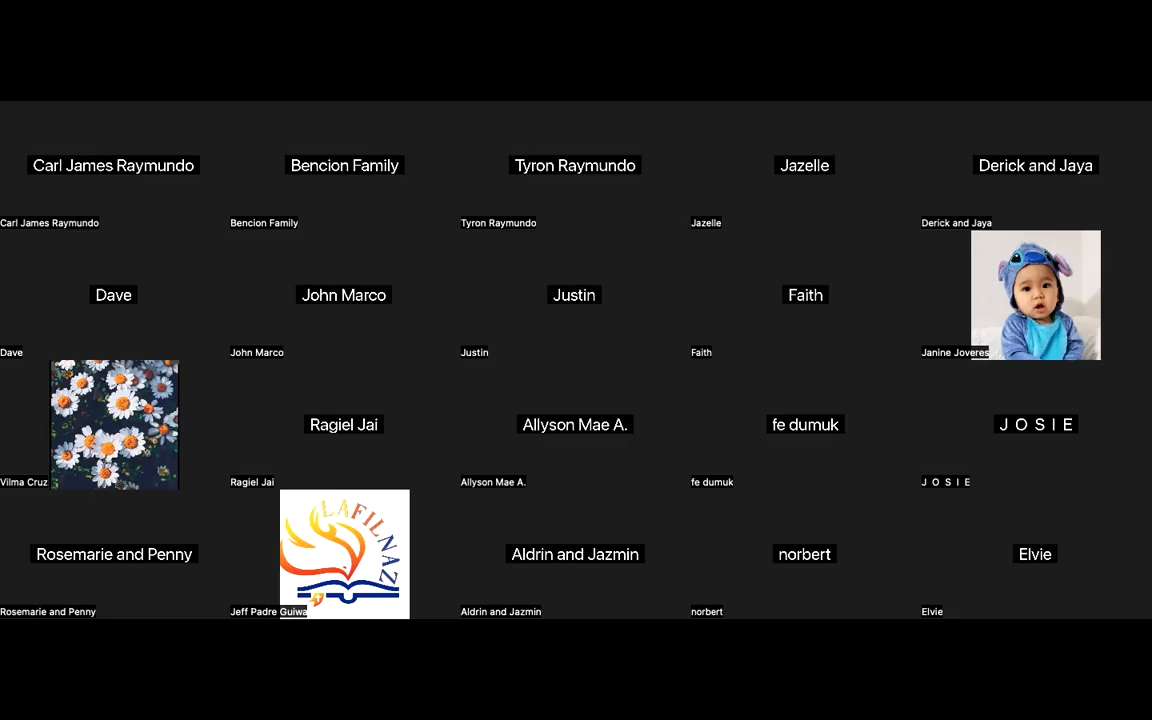 Carl James Raymundo
Bencion Family
Tyron Raymundo
Jazelle
Derick and Jaya
Carl James Raymundo
Bencion Family
Tyron Raymundo
Jazelle
Derick and Jaya
Dave
John Marco
Justin
Faith
Dave
John Marco
Justin
Faith
Janine Joveres
Ragiel Jai
Allyson Mae A.
fe dumuk
J O S I E
Vilma Cruz
Ragiel Jai
Allyson Mae A.
fe dumuk
J O S I E
LAFILNAZ
Rosemarie and Penny
Aldrin and Jazmin
norbert
Elvie
Rosemarie and Penny
Jeff Padre Guiwa
Aldrin and Jazmin
norbert
Elvie